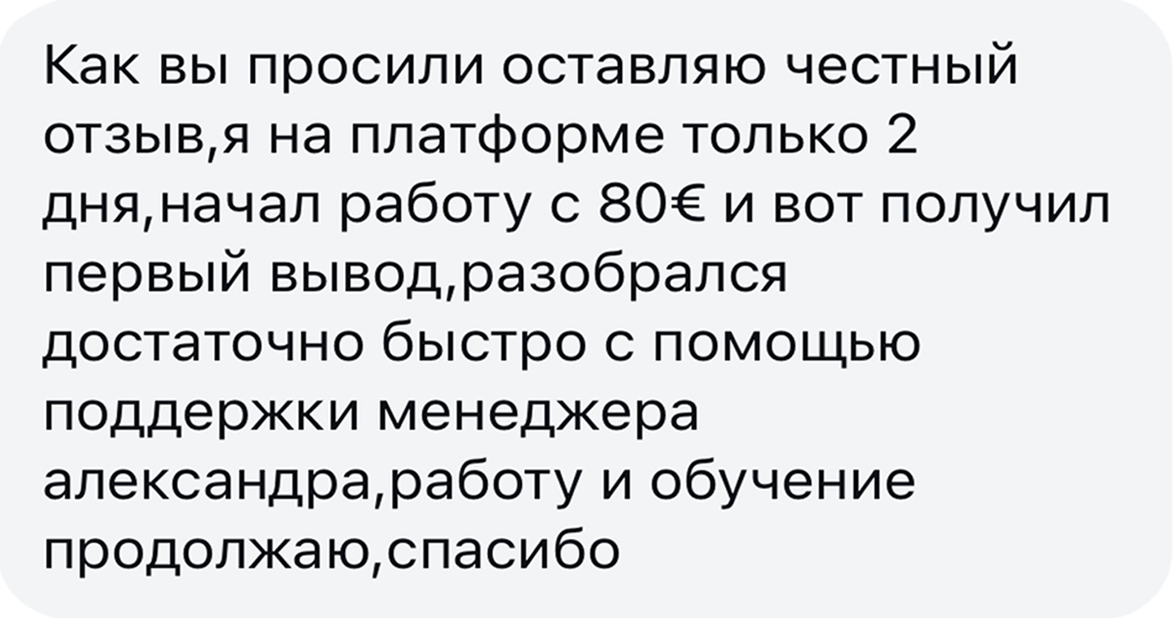 Как вы просили оставляю честный
отзыв,я на платформе только 2
дня,начал работу с 80€ и вот получил
первый вывод,разобрался
достаточно быстро с помощью
поддержки менеджера
александра,работу и обучение
продолжаю,спасибо